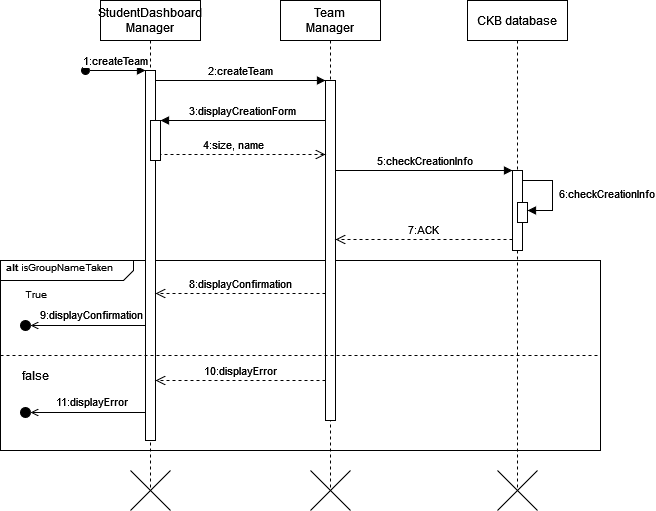 StudentDashboard
Manager
Team
Manager
CKB database
1:createTeam
2:createTeam
3:displayCreationForm
4:size, name
5:checkCreationInfo
6:checkCreationInfo
7:ACK
alt isGroupNameTaken
8:displayConfirmation
True
9:displayConfirmation
10:displayError
false
11:displayError